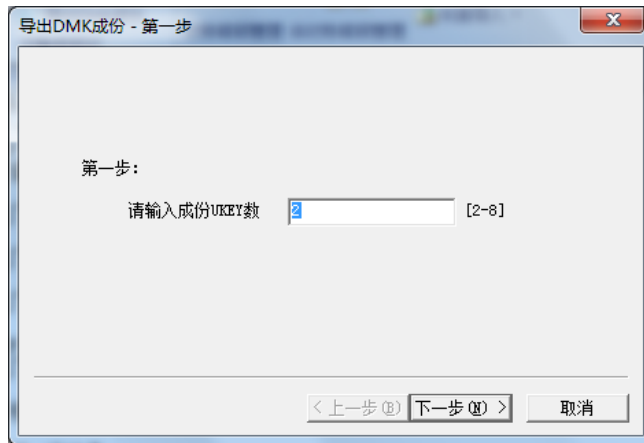 导出DMK成份 - 第一步
第一步:
请输入成份UKEY数 2 [2-8]
< 上一步(B) 下一步(N) > 取消